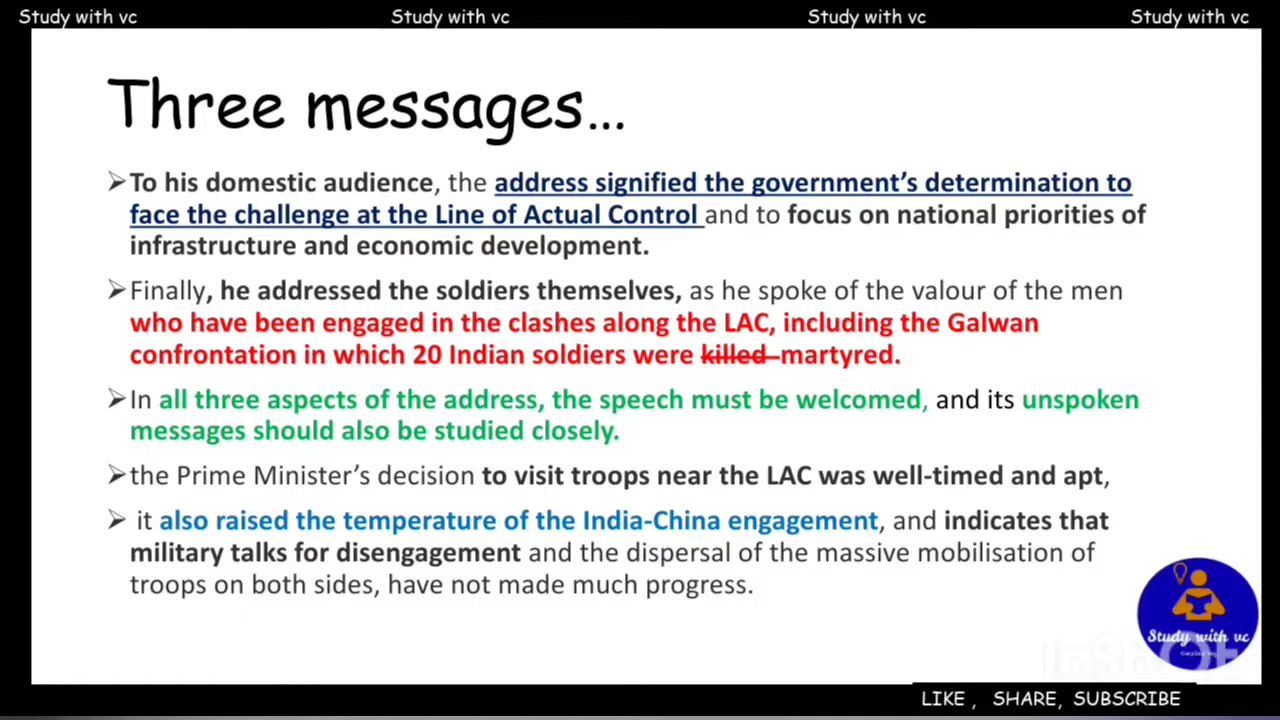 Study with vc Study with vc Study with vc Study with vc
Three messages...
➢To his domestic audience, the address signified the government's determination to
face the challenge at the Line of Actual Control and to focus on national priorities of
infrastructure and economic development.
➢Finally, he addressed the soldiers themselves, as he spoke of the valour of the men
who have been engaged in the clashes along the LAC, including the Galwan
confrontation in which 20 Indian soldiers were killed martyred.
➢In all three aspects of the address, the speech must be welcomed, and its unspoken
messages should also be studied closely.
➢the Prime Minister's decision to visit troops near the LAC was well-timed and apt,
➢ it also raised the temperature of the India-China engagement, and indicates that
military talks for disengagement and the dispersal of the massive mobilisation of
troops on both sides, have not made much progress.
Study with vc
LIKE , SHARE, SUBSCRIBE